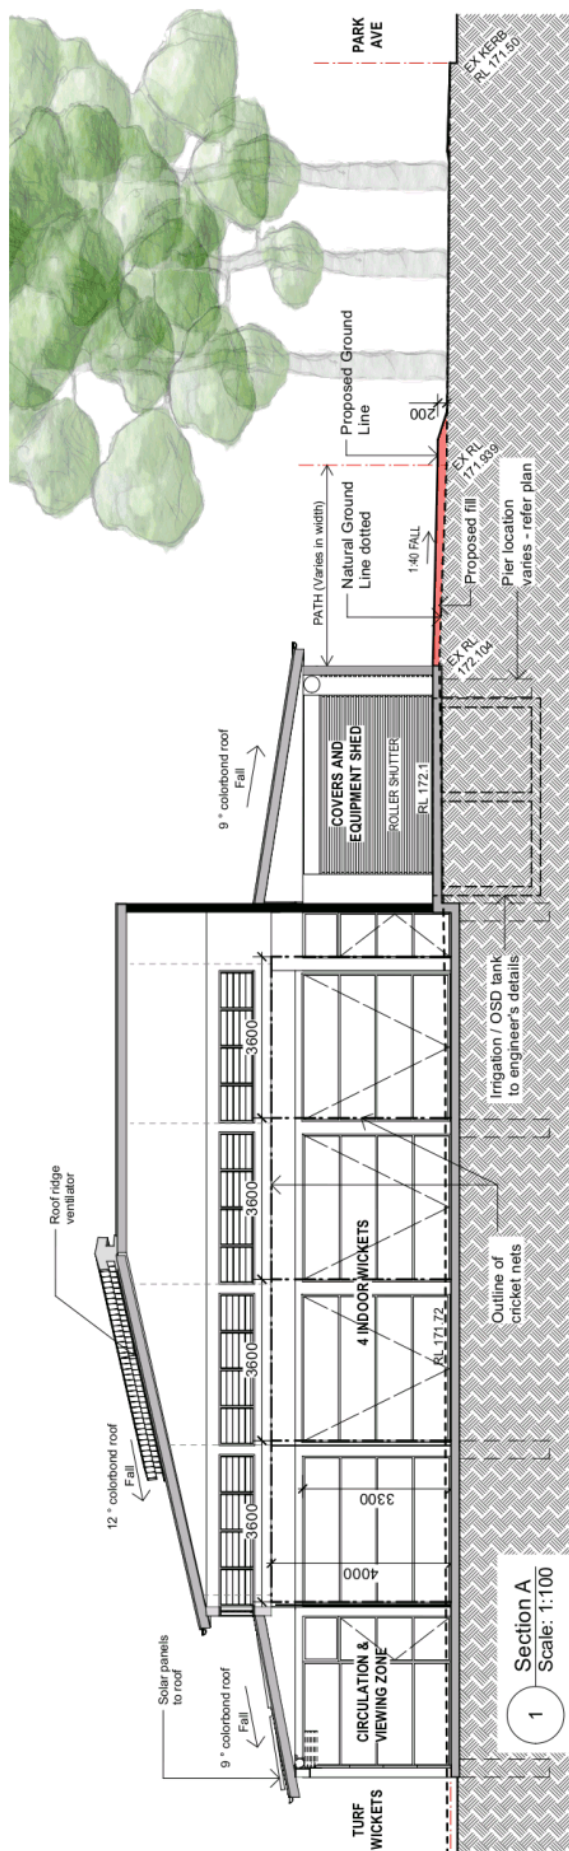 Solar panels
to roof
12 ° colorbond roof
Fall
Roof ridge
ventilator
9 ° colorbond roof
Fall
9 ° colorbond roof
Fall
PARK
AVE
TURF
WICKETS
CIRCULATION &
VIEWING ZONE
3600
3600
3600
3600
4000
3300
4 INDOOR WICKETS
RL 171.72
COVERS AND
EQUIPMENT SHED
ROLLER SHUTTER
RL 172.1
PATH (Varies in width)
Natural Ground
Line dotted
Proposed Ground
Line
1:40 FALL
200
EX RL
172.104
EX RL
171.939
EX KERB
RL 171.50
Proposed fill
Pier location
varies - refer plan
Irrigation / OSD tank
to engineer's details
Outline of
cricket nets
1
Section A
Scale: 1:100